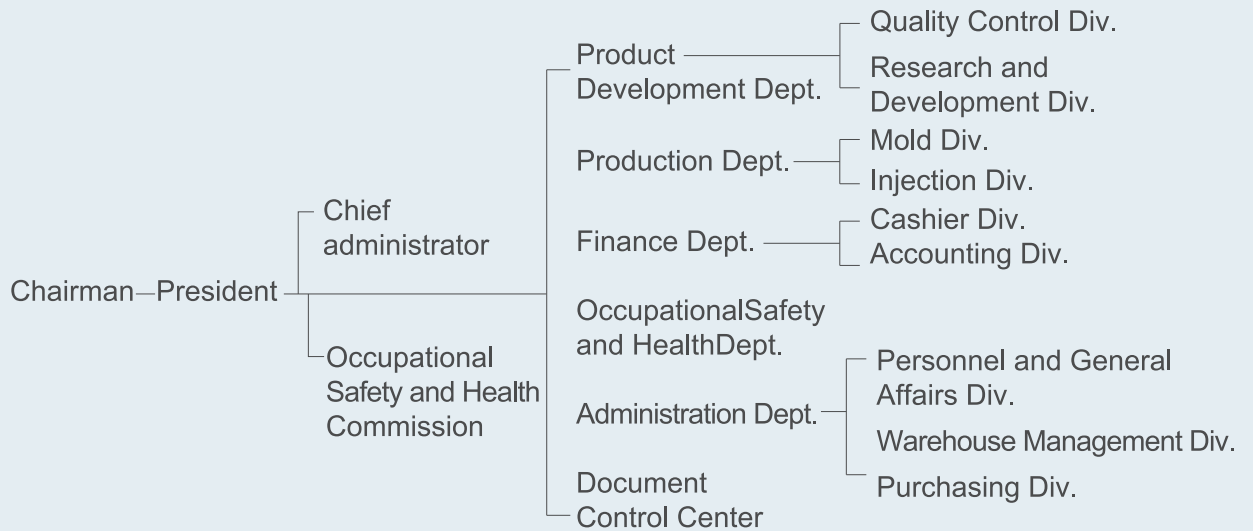 Chairman
President
Chief
administrator
Occupational
Safety and Health
Commission
Product
Development Dept.
Quality Control Div.
Research and
Development Div.
Production Dept.
Mold Div.
Injection Div.
Finance Dept.
Cashier Div.
Accounting Div.
OccupationalSafety
and HealthDept.
Administration Dept.
Personnel and General
Affairs Div.
Warehouse Management Div.
Purchasing Div.
Document
Control Center